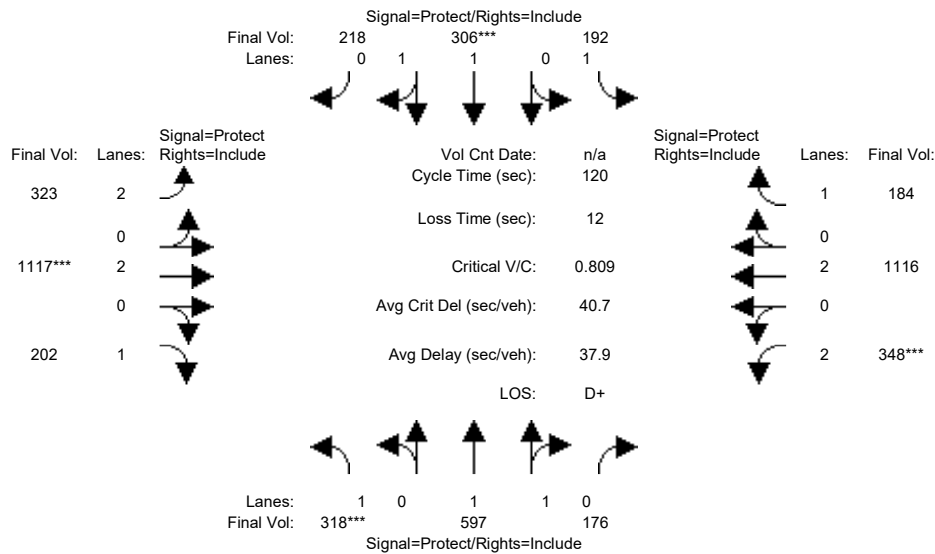 Signal=Protect/Rights=Include
Final Vol: 218 306*** 192
Lanes: 0 1 1 0 1
Signal=Protect
Rights=Include
Signal=Protect
Rights=Include
Final Vol: Lanes: Vol Cnt Date: n/a Lanes: Final Vol:
Cycle Time (sec): 120
323 2 1 184
Loss Time (sec): 12
0 0
1117*** 2 Critical V/C: 0.809 2 1116
0 Avg Crit Del (sec/veh): 40.7 0
202 1 Avg Delay (sec/veh): 37.9 2 348***
LOS: D+
Lanes: 1 0 1 1 0
Final Vol: 318*** 597 176
Signal=Protect/Rights=Include